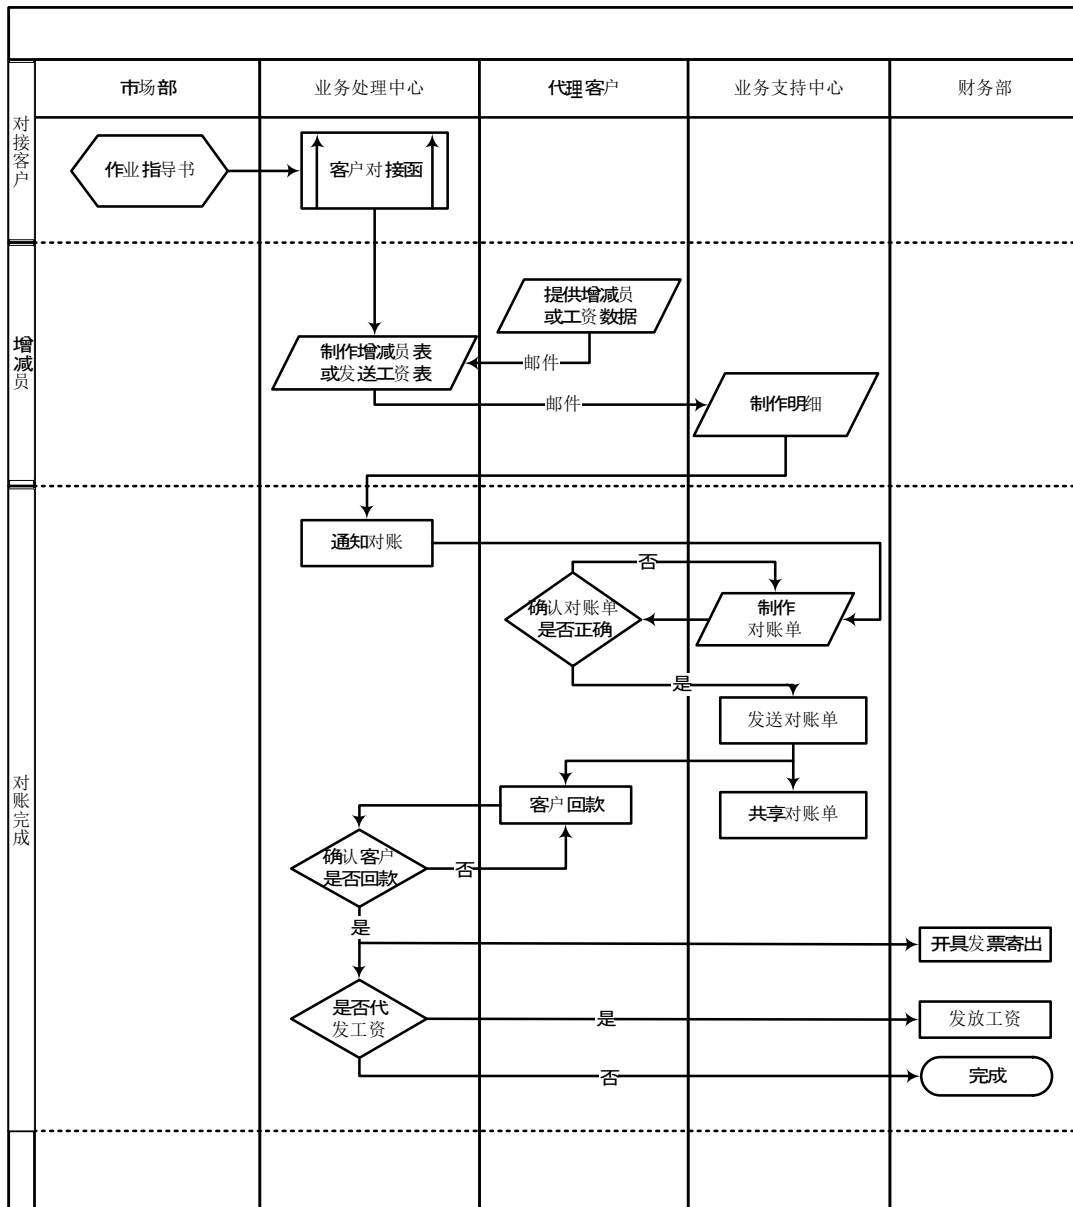 市场部
业务处理中心
代理客户
业务支持中心
财务部
对
接
客
户
作业指导书
客户对接函
增
减
员
提供增减员
或工资数据
制作增减员表
或发送工资表
邮件
邮件
制作明细
对
账
完
成
通知对账
否
确认对账单
是否正确
制作
对账单
是
发送对账单
客户回款
共享对账单
确认客户
是否回款
否
是
开具发票寄出
是否代
发工资
是
发放工资
否
完成